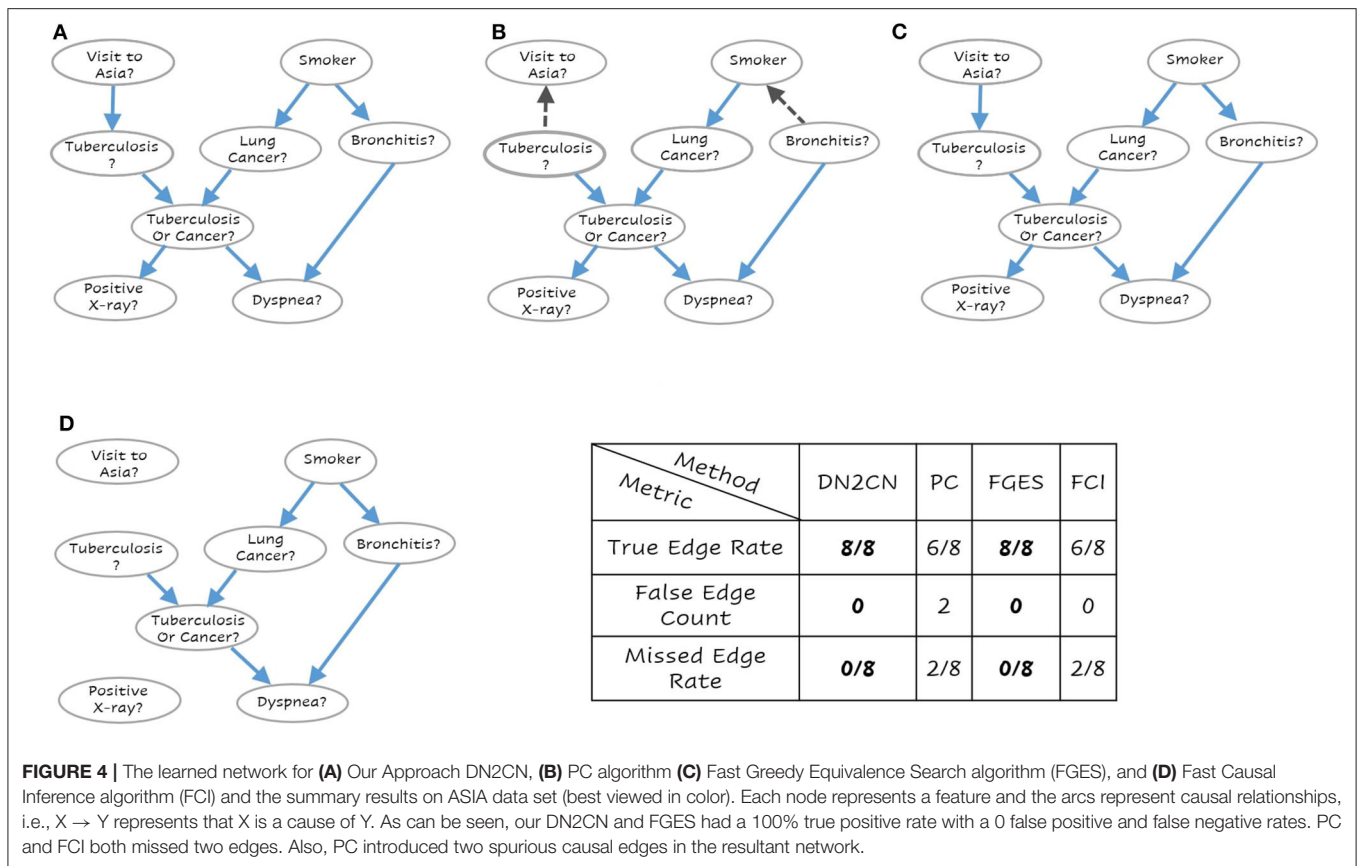 A
Visit to
Asia?
Smoker
Tuberculosis
?
Lung
Cancer?
Bronchitis?
Tuberculosis
Or Cancer?
Positive
X-ray?
Dyspnea?
B
Visit to
Asia?
Smoker
Tuberculosis
?
Lung
Cancer?
Bronchitis?
Tuberculosis
Or Cancer?
Positive
X-ray?
Dyspnea?
C
Visit to
Asia?
Smoker
Tuberculosis
?
Lung
Cancer?
Bronchitis?
Tuberculosis
Or Cancer?
Positive
X-ray?
Dyspnea?
D
Visit to
Asia?
Smoker
Tuberculosis
?
Lung
Cancer?
Bronchitis?
Tuberculosis
Or Cancer?
Positive
X-ray?
Dyspnea?
Method
Metric
DN2CN PC FGES FCI
True Edge Rate 8/8 6/8 8/8 6/8
False Edge
Count 0 2 0 0
Missed Edge
Rate 0/8 2/8 0/8 2/8
FIGURE 4 | The learned network for (A) Our Approach DN2CN, (B) PC algorithm (C) Fast Greedy Equivalence Search algorithm (FGES), and (D) Fast Causal
Inference algorithm (FCI) and the summary results on ASIA data set (best viewed in color). Each node represents a feature and the arcs represent causal relationships,
i.e., X → Y represents that X is a cause of Y. As can be seen, our DN2CN and FGES had a 100% true positive rate with a 0 false positive and false negative rates. PC
and FCI both missed two edges. Also, PC introduced two spurious causal edges in the resultant network.